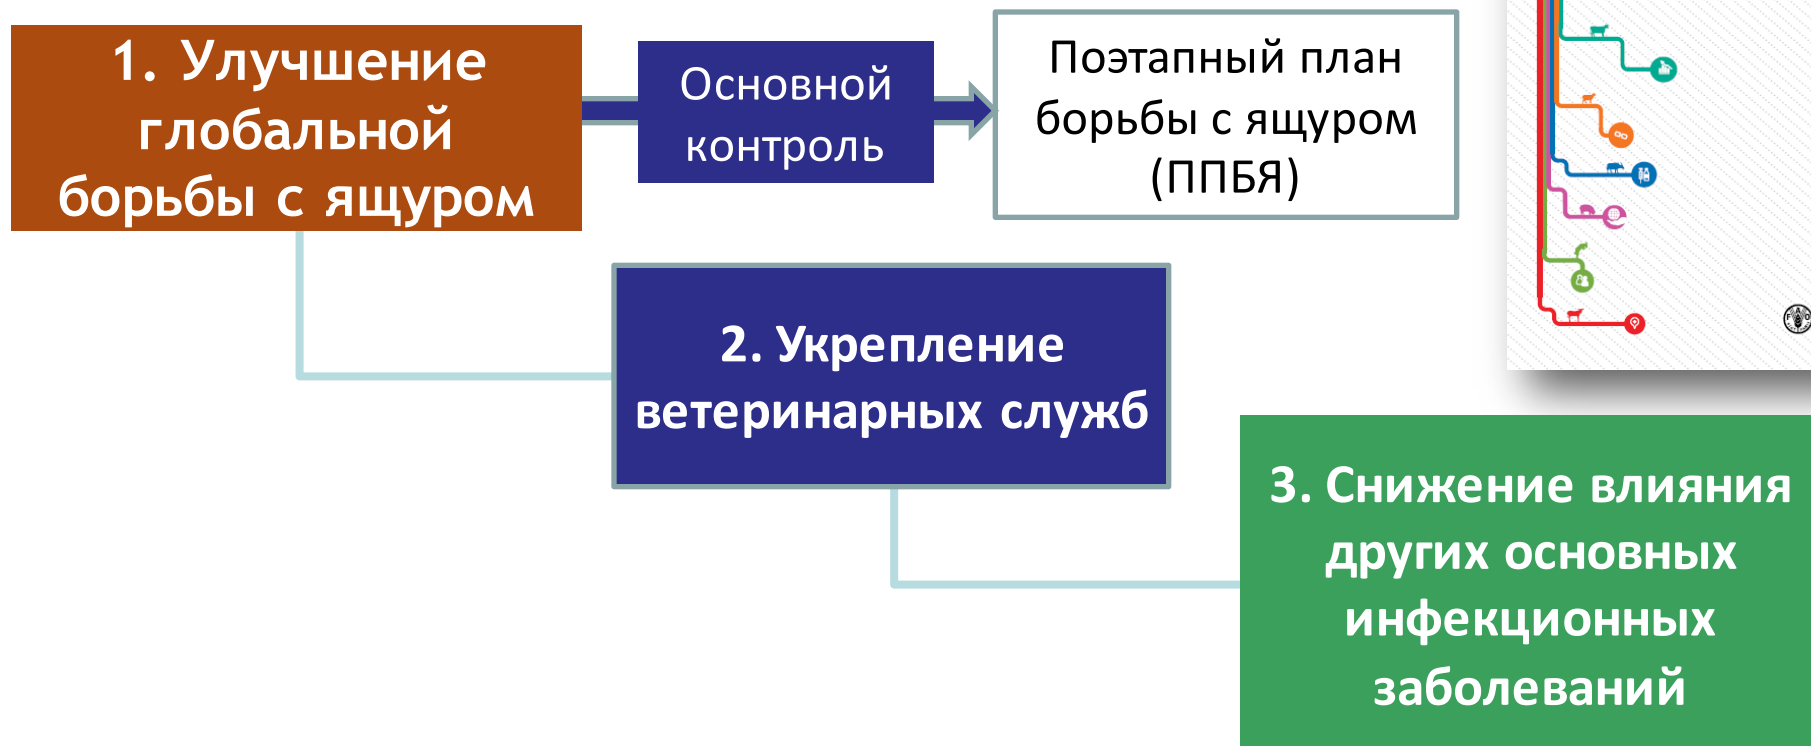 1. Улучшение
глобальной
борьбы с ящуром
Основной
контроль
Поэтапный план
борьбы с ящуром
(ППБЯ)
2. Укрепление
ветеринарных служб
3. Снижение влияния
других основных
инфекционных
заболеваний